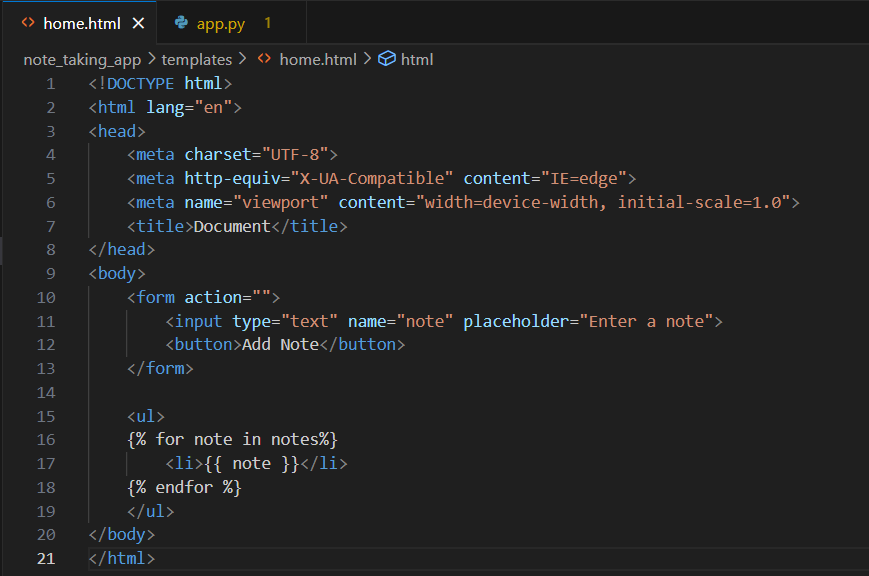 home.html
app.py 1
note_taking_app > templates > home.html > html
1 <!DOCTYPE html>
2 <html lang="en">
3 <head>
4     <meta charset="UTF-8">
5     <meta http-equiv="X-UA-Compatible" content="IE=edge">
6     <meta name="viewport" content="width=device-width, initial-scale=1.0">
7     <title>Document</title>
8 </head>
9 <body>
10     <form action="">
11         <input type="text" name="note" placeholder="Enter a note">
12         <button>Add Note</button>
13     </form>
14
15     <ul>
16     {% for note in notes%}
17         <li>{{ note }}</li>
18     {% endfor %}
19     </ul>
20 </body>
21 </html>